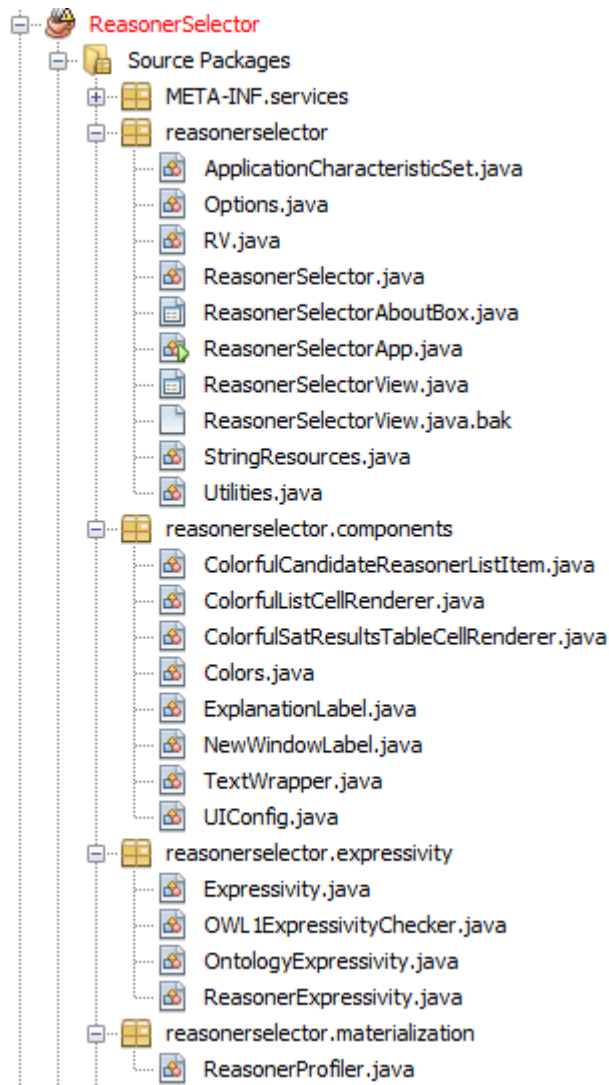 ReasonerSelector
Source Packages
META-INF.services
reasonerselector
ApplicationCharacteristicSet.java
Options.java
RV.java
ReasonerSelector.java
ReasonerSelectorAboutBox.java
ReasonerSelectorApp.java
ReasonerSelectorView.java
ReasonerSelectorView.java.bak
StringResources.java
Utilities.java
reasonerselector.components
ColorfulCandidateReasonerListItem.java
ColorfulListCellRenderer.java
ColorfulSatResultsTableCellRenderer.java
Colors.java
ExplanationLabel.java
NewWindowLabel.java
TextWrapper.java
UIConfig.java
reasonerselector.expressivity
Expressivity.java
OWL1ExpressivityChecker.java
OntologyExpressivity.java
ReasonerExpressivity.java
reasonerselector.materialization
ReasonerProfiler.java